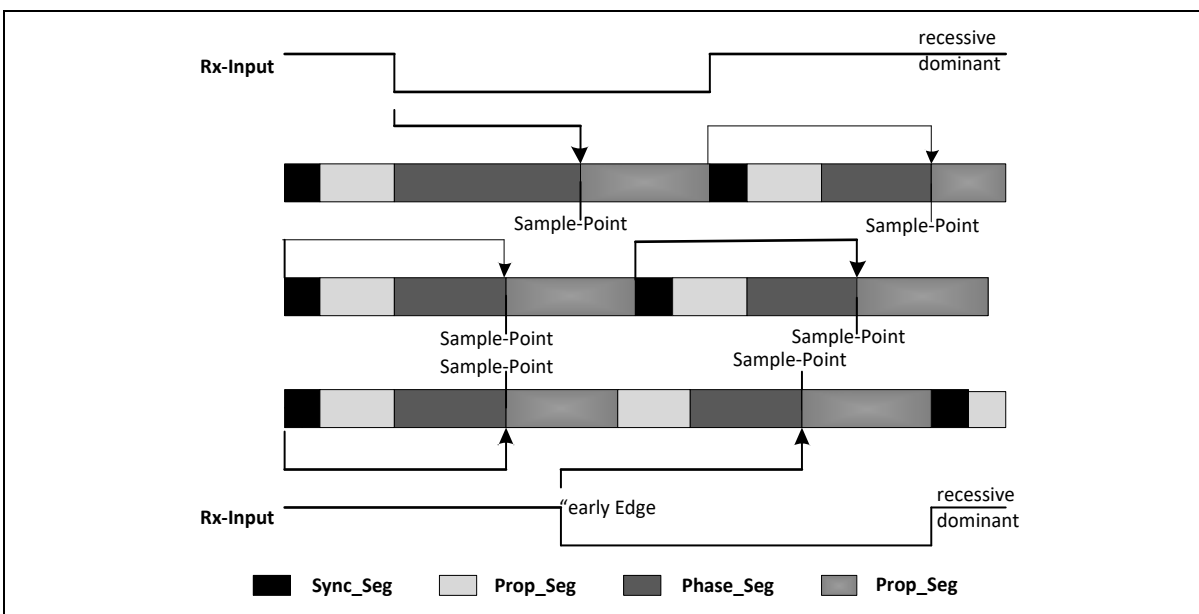 recessive
Rx-Input
dominant
Sample-Point
Sample-Point
Sample-Point
Sample-Point
Sample-Point
Sample-Point
“early Edge
recessive
Rx-Input
dominant
Sync_Seg
Prop_Seg
Phase_Seg
Prop_Seg